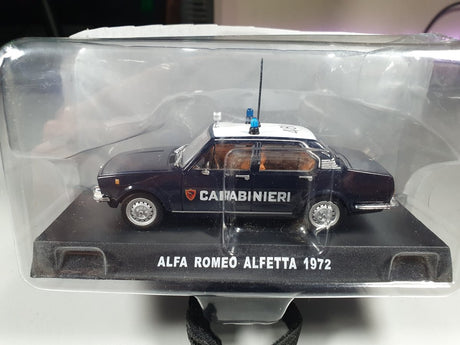 CARABINIERI
ALFA ROMEO ALFETTA 1972